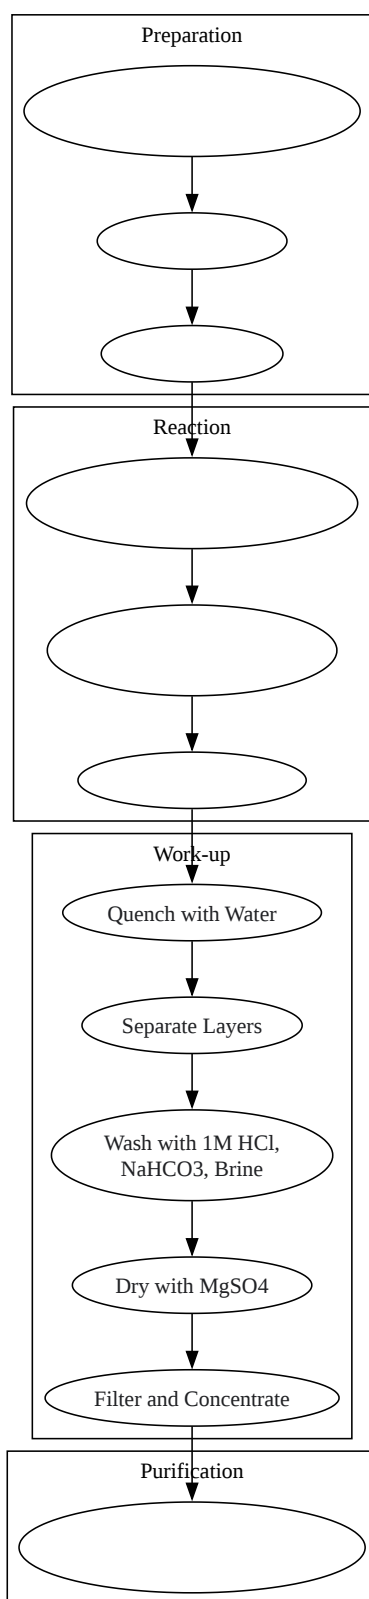 Preparation
Reaction
Work-up
Quench with Water
Separate Layers
Wash with 1M HCl,
NaHCO3, Brine
Dry with MgSO4
Filter and Concentrate
Purification